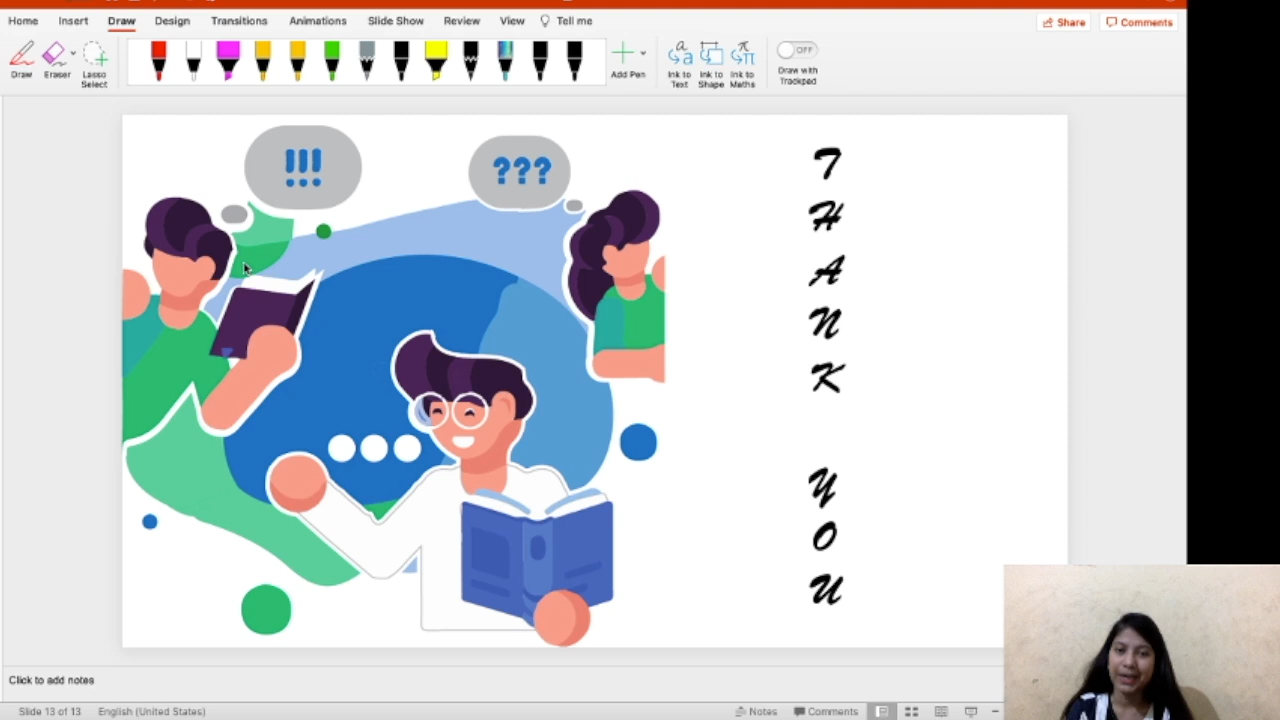 Home Insert Draw Design Transitions Animations Slide Show Review View Tell me Share Comments
Draw Eraser Lasso Select Add Pen Ink to Text Ink to Shape Ink to Maths OFF Draw with Trackpad
!!! ???
T
H
A
N
K
Y
O
U
Click to add notes
Slide 13 of 13 English (United States) Notes Comments